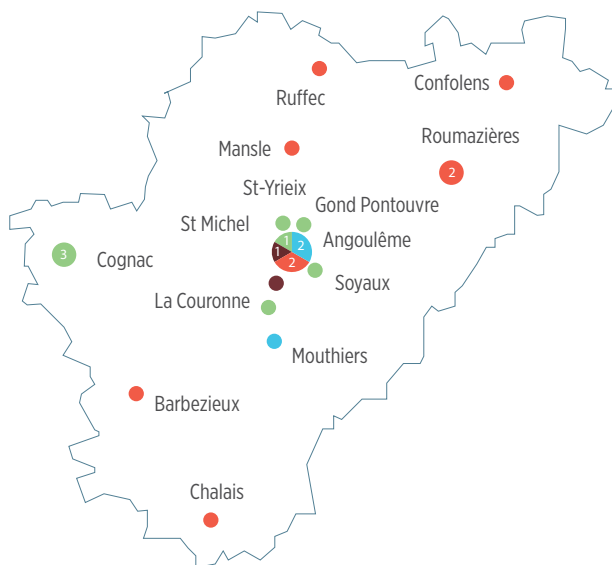 Ruffec
Confolens
Mansle
Roumazières
2
St-Yrieix
Gond Pontouvre
St Michel
Angoulême
1
2
1
2
3
Cognac
Soyaux
La Couronne
Mouthiers
Barbezieux
Chalais